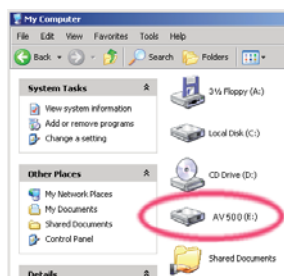 My Computer
File Edit View Favorites Tools Help
Back Search Folders
System Tasks
View system information
Add or remove programs
Change a setting
Other Places
My Network Places
My Documents
Shared Documents
Control Panel
Details
3½ Floppy (A:)
Local Disk (C:)
CD Drive (D:)
AV500 (E:)
Shared Documents